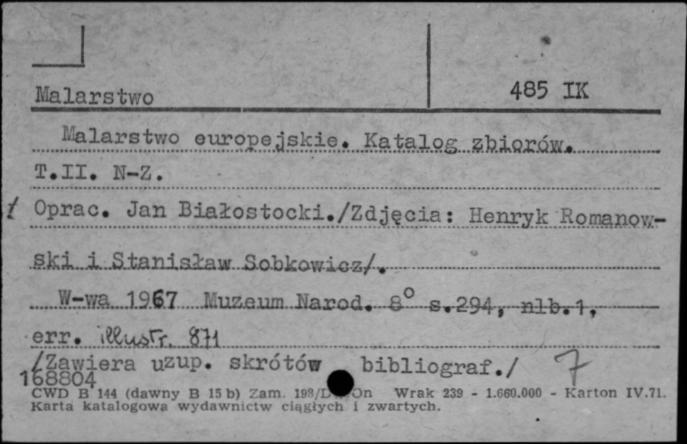 Malarstwo 485 IK
Malarstwo europejskie. Katalog zbiorów.
T.II. N-Z.
Oprac. Jan Białostocki./Zdjęcia: Henryk Romanow-
ski i Stanisław Sobkowicz/.
W-wa 1967 Muzeum Narod. 8° s.294, nlb.1,
err. illustr. 871
/Zawiera uzup. skrótów bibliograf./ 7
168804
CWD B 144 (dawny B 15 b) Zam. 198/D On Wrak 239 - 1.660.000 - Karton IV.71.
Karta katalogowa wydawnictw ciągłych i zwartych.